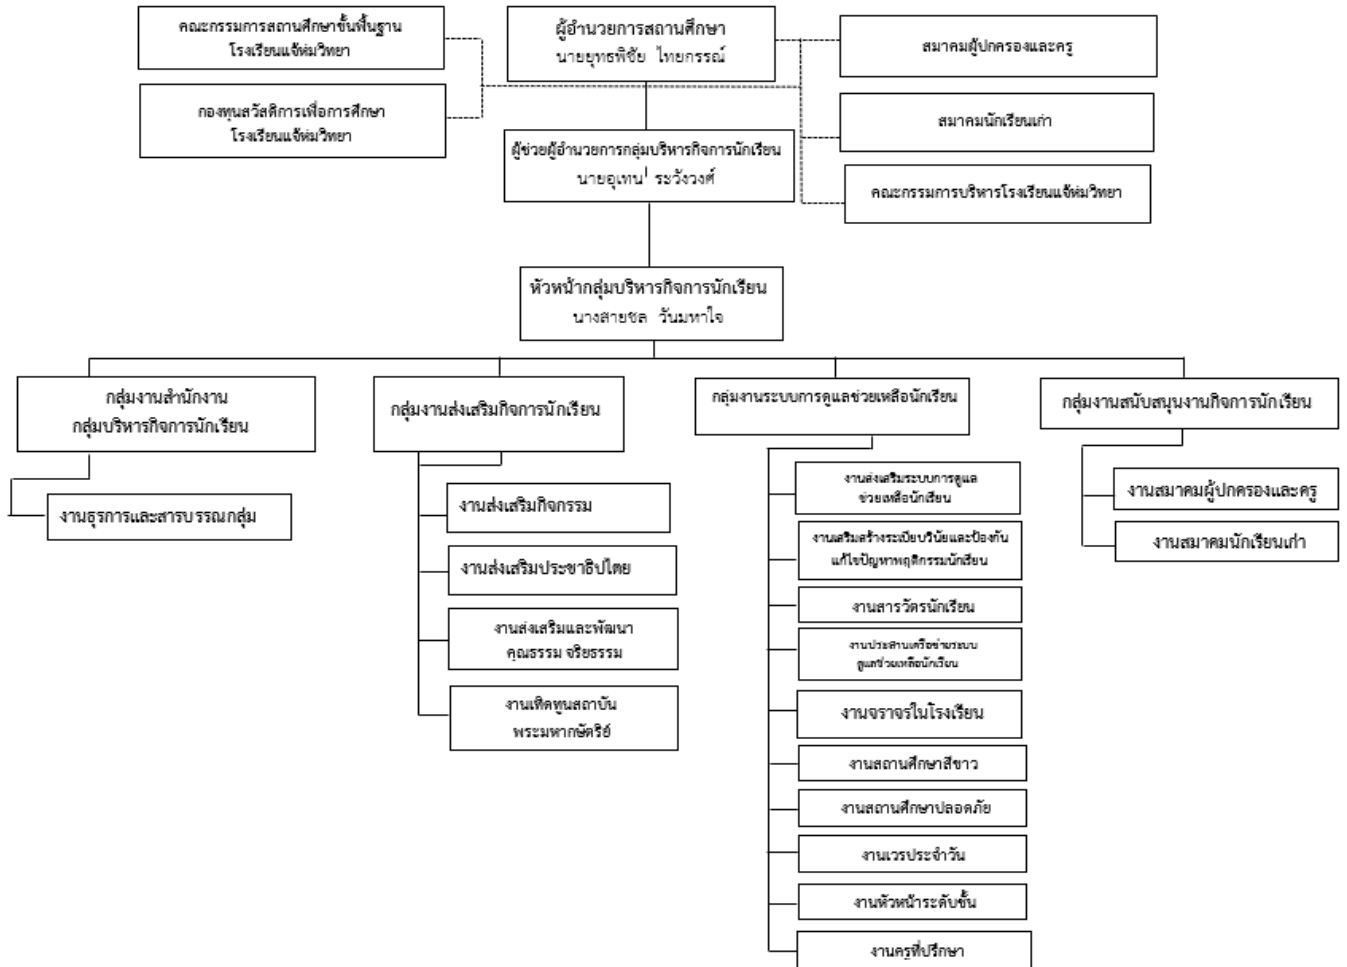 คณะกรรมการสถานศึกษาขั้นพื้นฐาน
โรงเรียนแจ้ห่มวิทยา
ผู้อำนวยการสถานศึกษา
นายยุทธพิชัย ไทยกรรณ์
สมาคมผู้ปกครองและครู
กองทุนสวัสดิการเพื่อการศึกษา
โรงเรียนแจ้ห่มวิทยา
สมาคมนักเรียนเก่า
ผู้ช่วยผู้อำนวยการกลุ่มบริหารกิจการนักเรียน
นายอุเทน ระวังวงศ์
คณะกรรมการบริหารโรงเรียนแจ้ห่มวิทยา
หัวหน้ากลุ่มบริหารกิจการนักเรียน
นางสายชล วันมหาใจ
กลุ่มงานสำนักงาน
กลุ่มบริหารกิจการนักเรียน
งานธุรการและสารบรรณกลุ่ม
กลุ่มงานส่งเสริมกิจการนักเรียน
งานส่งเสริมกิจกรรม
งานส่งเสริมประชาธิปไตย
งานส่งเสริมและพัฒนา
คุณธรรม จริยธรรม
งานเทิดทูนสถาบัน
พระมหากษัตริย์
กลุ่มงานระบบการดูแลช่วยเหลือนักเรียน
งานส่งเสริมระบบการดูแล
ช่วยเหลือนักเรียน
งานเสริมสร้างระเบียบวินัยและป้องกัน
แก้ไขปัญหาพฤติกรรมนักเรียน
งานสารวัตรนักเรียน
งานประสานเครือข่ายระบบ
ดูแลช่วยเหลือนักเรียน
งานจราจรในโรงเรียน
งานสถานศึกษาสีขาว
งานสถานศึกษาปลอดภัย
งานเวรประจำวัน
งานหัวหน้าระดับชั้น
งานครูที่ปรึกษา
กลุ่มงานสนับสนุนงานกิจการนักเรียน
งานสมาคมผู้ปกครองและครู
งานสมาคมนักเรียนเก่า